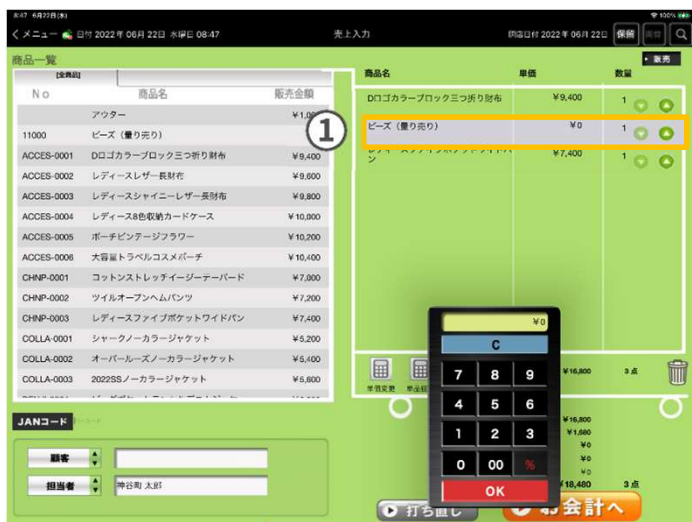 8:47 6月22日(水)
100%
メニュー 日付 2022年 06月 22日 水曜日 08:47
売上入力
開店日付 2022年 06月 22日
保留
商品一覧
販売
[全商品]
No 商品名 販売金額
アウター
11000 ビーズ (量り売り)
ACCES-0001 Dロゴカラーブロック三つ折り財布 ¥9,400
ACCES-0002 レディースレザー長財布 ¥9,600
ACCES-0003 レディースシャイニーレザー長財布 ¥9,800
ACCES-0004 レディース8色収納カードケース ¥10,000
ACCES-0005 ポーチビンテージフラワー ¥10,200
ACCES-0006 大容量トラベルコスメポーチ ¥10,400
CHNP-0001 コットンストレッチイージーテーパード ¥7,000
CHNP-0002 ツイルオープンヘムパンツ ¥7,200
CHNP-0003 レディースファイブポケットワイドパン ¥7,400
COLLA-0001 シャークノーカラージャケット ¥5,200
COLLA-0002 オーバールーズノーカラージャケット ¥5,400
COLLA-0003 2022SSノーカラージャケット ¥5,600
商品名 単価 数量
Dロゴカラーブロック三つ折り財布 ¥9,400 1
①
ビーズ (量り売り) ¥0 1
ン ¥7,400 1
¥0
C
7 8 9
4 5 6
1 2 3
0 00 %
OK
単価変更
¥16,800 3点
¥16,800
¥1,680
¥0
¥0
¥0
¥18,480 3点
JANコード
顧客
担当者 神谷町 太郎
打ち直し
お会計へ